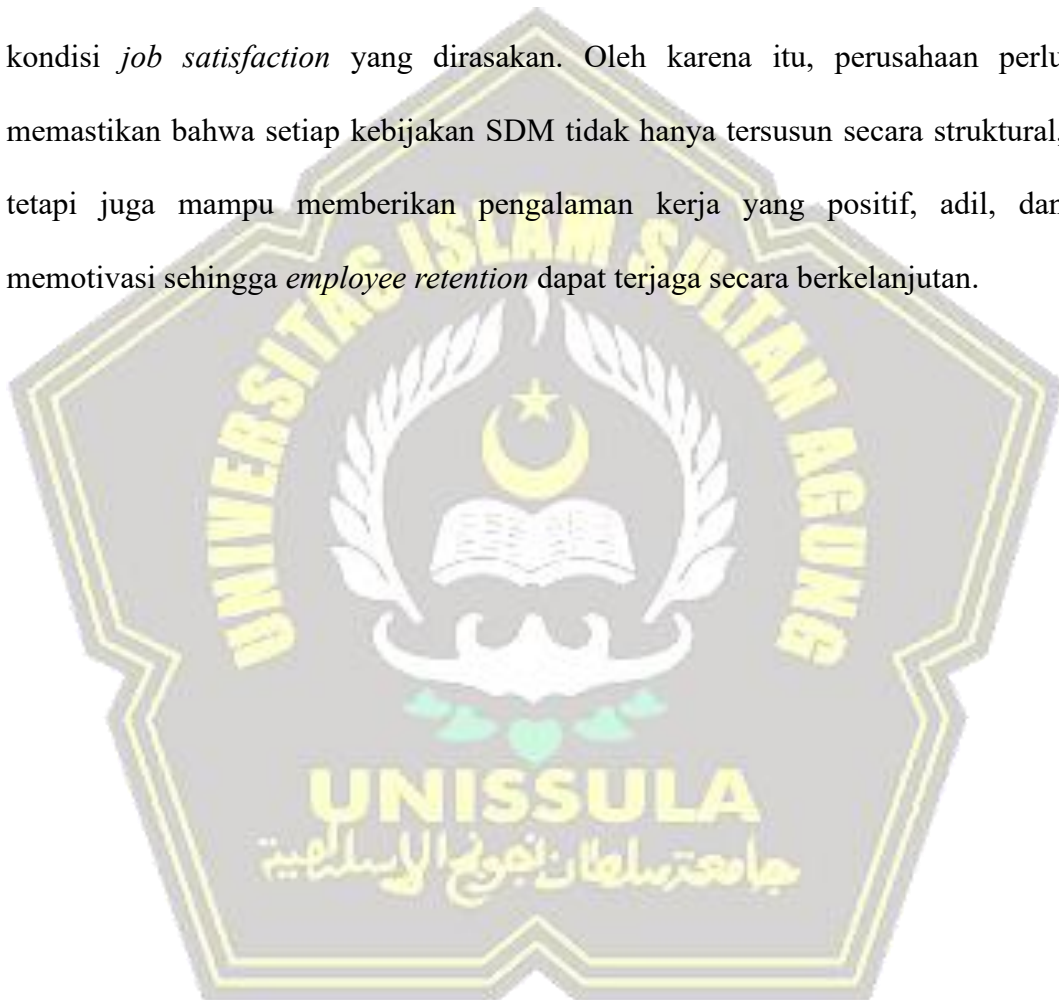 kondisi job satisfaction yang dirasakan. Oleh karena itu, perusahaan perlu
memastikan bahwa setiap kebijakan SDM tidak hanya tersusun secara struktural,
tetapi juga mampu memberikan pengalaman kerja yang positif, adil, dan
memotivasi sehingga employee retention dapat terjaga secara berkelanjutan.
UNIVERSITAS ISLAM SULTAN AGUNG
UNISSULA
جامعة سلطان أجونج الإسلامية